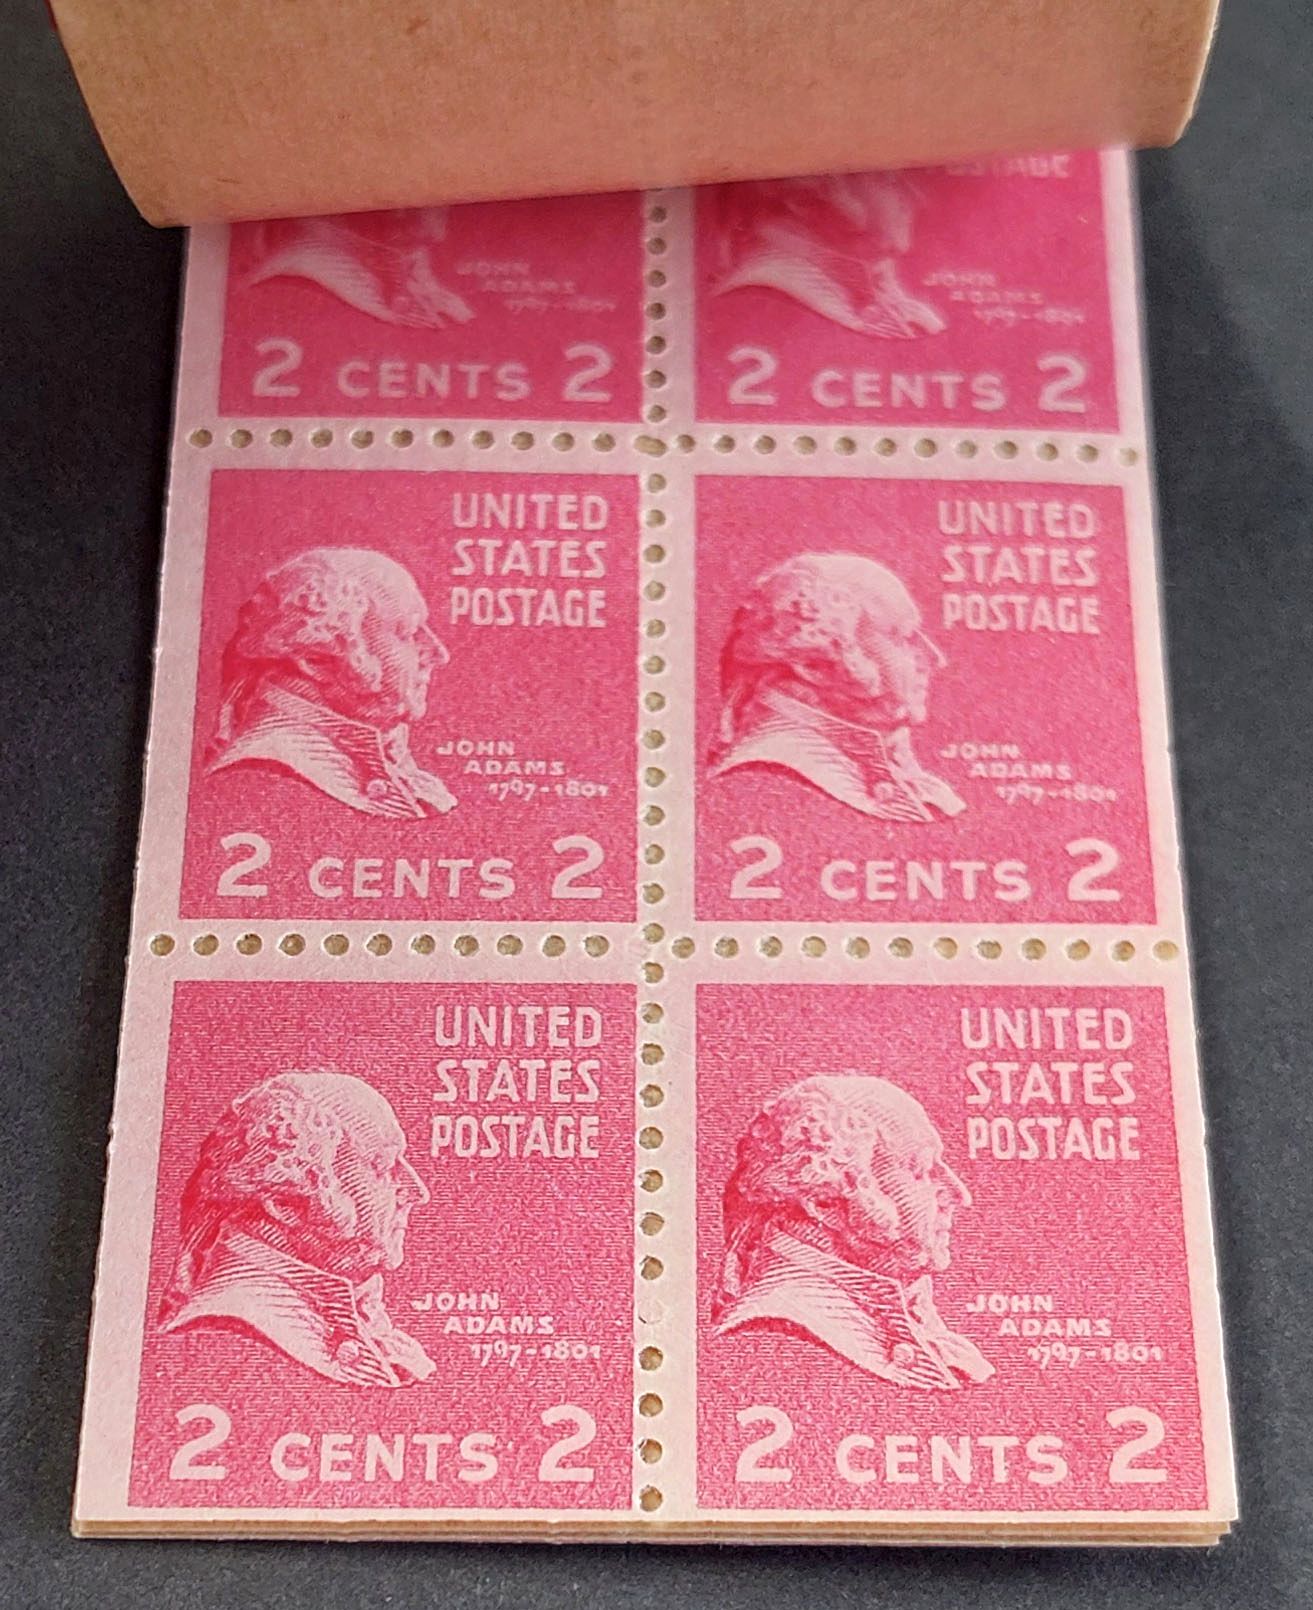 POSTAGE
JOHN
ADAMS
1797-1801
2 CENTS 2
JOHN
ADAMS
1797-1801
2 CENTS 2
UNITED
STATES
POSTAGE
JOHN
ADAMS
1797-1801
2 CENTS 2
UNITED
STATES
POSTAGE
JOHN
ADAMS
1797-1801
2 CENTS 2
UNITED
STATES
POSTAGE
JOHN
ADAMS
1797-1801
2 CENTS 2
UNITED
STATES
POSTAGE
JOHN
ADAMS
1797-1801
2 CENTS 2